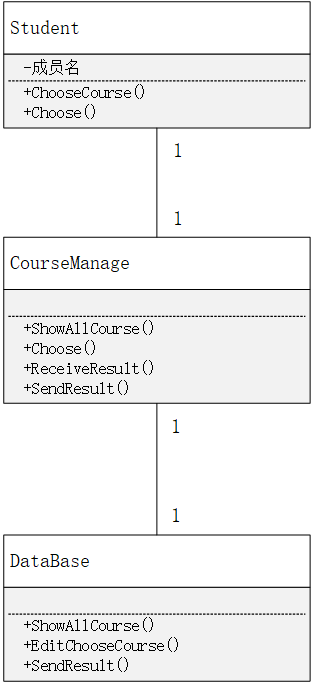 Student
-成员名
+ChooseCourse()
+Choose()
1
1
CourseManage
+ShowAllCourse()
+Choose()
+ReceiveResult()
+SendResult()
1
1
DataBase
+ShowAllCourse()
+EditChooseCourse()
+SendResult()